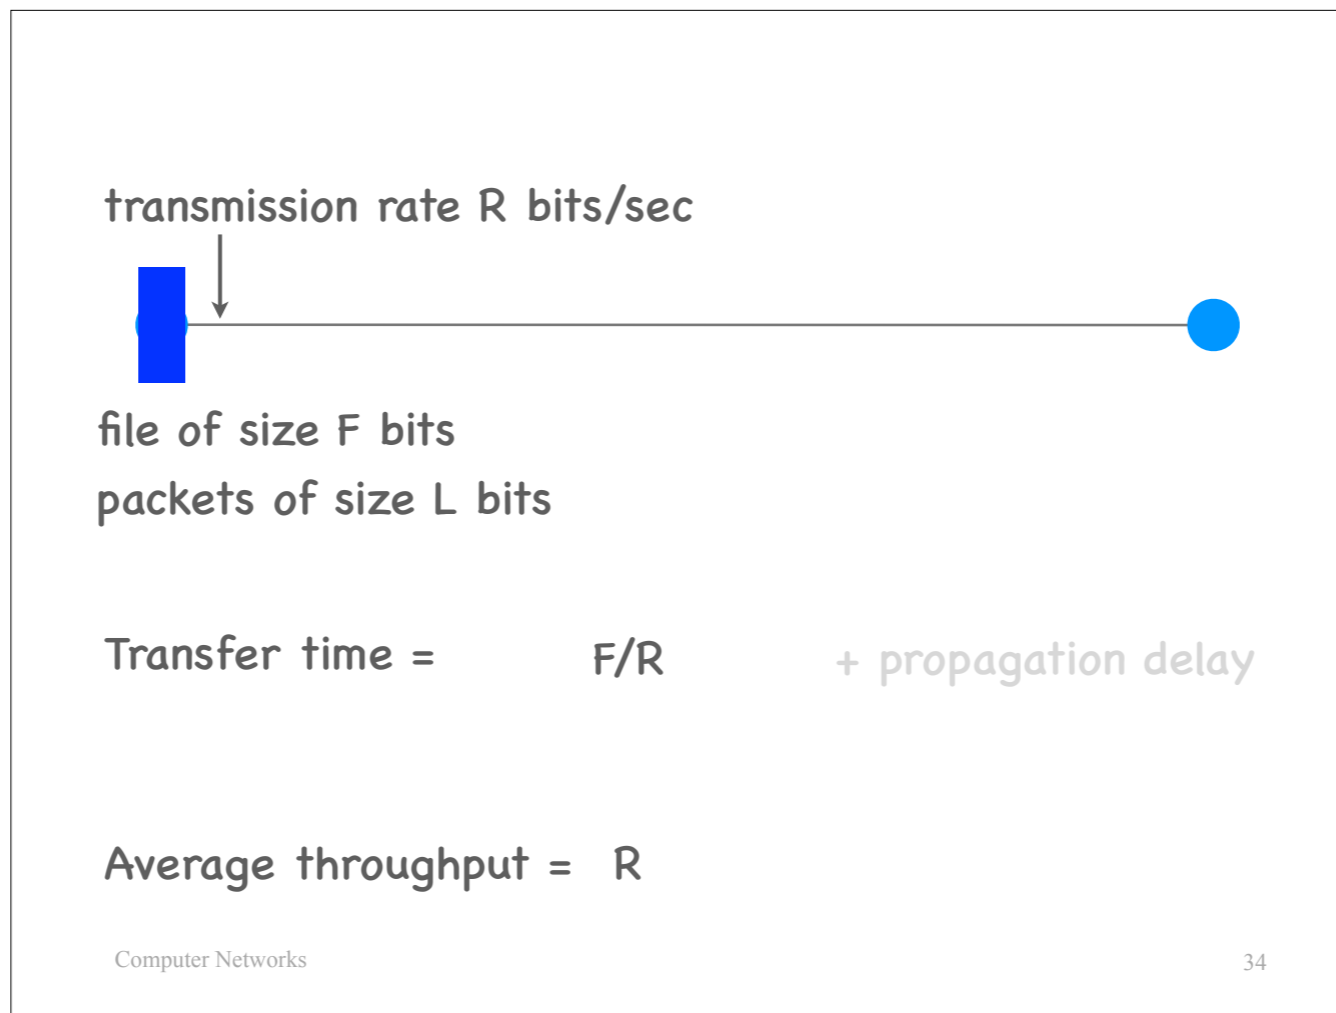 transmission rate R bits/sec
file of size F bits
packets of size L bits
Transfer time = F/R + propagation delay
Average throughput = R
Computer Networks 34